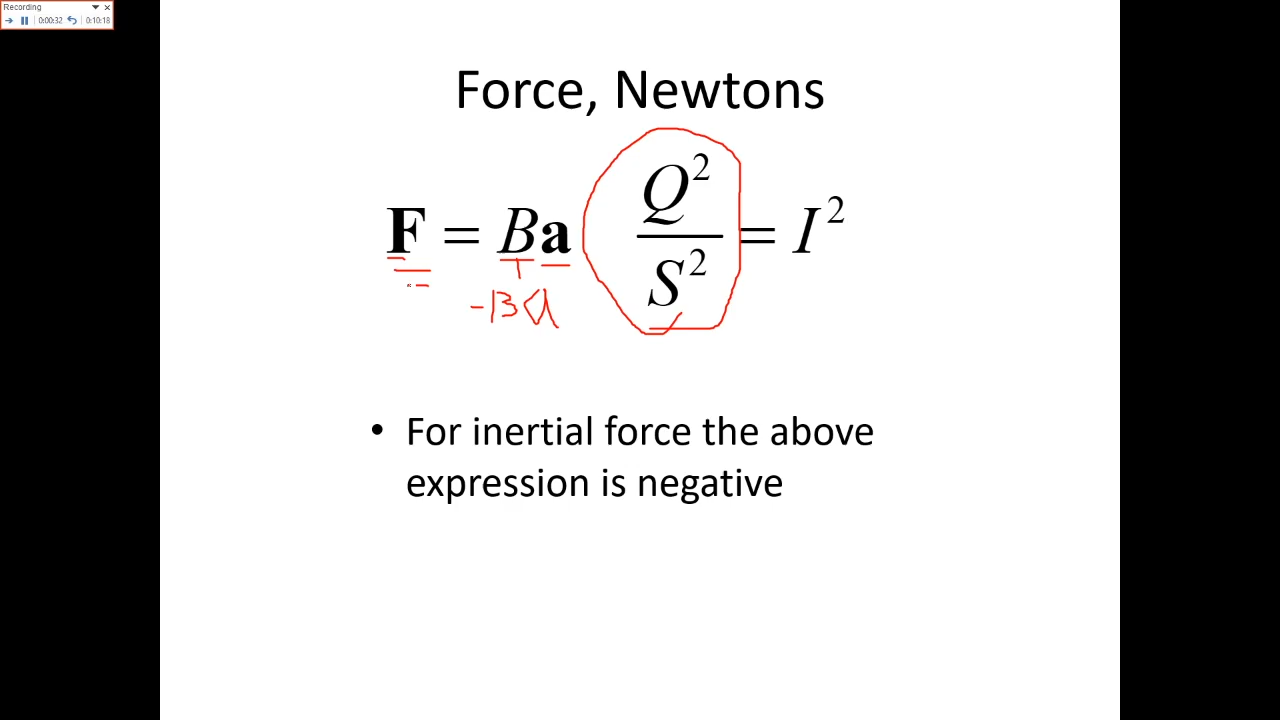 Recording
0:00:32 0:10:18
Force, Newtons
F = Ba Q²/S² = I²
-Ba
• For inertial force the above
expression is negative